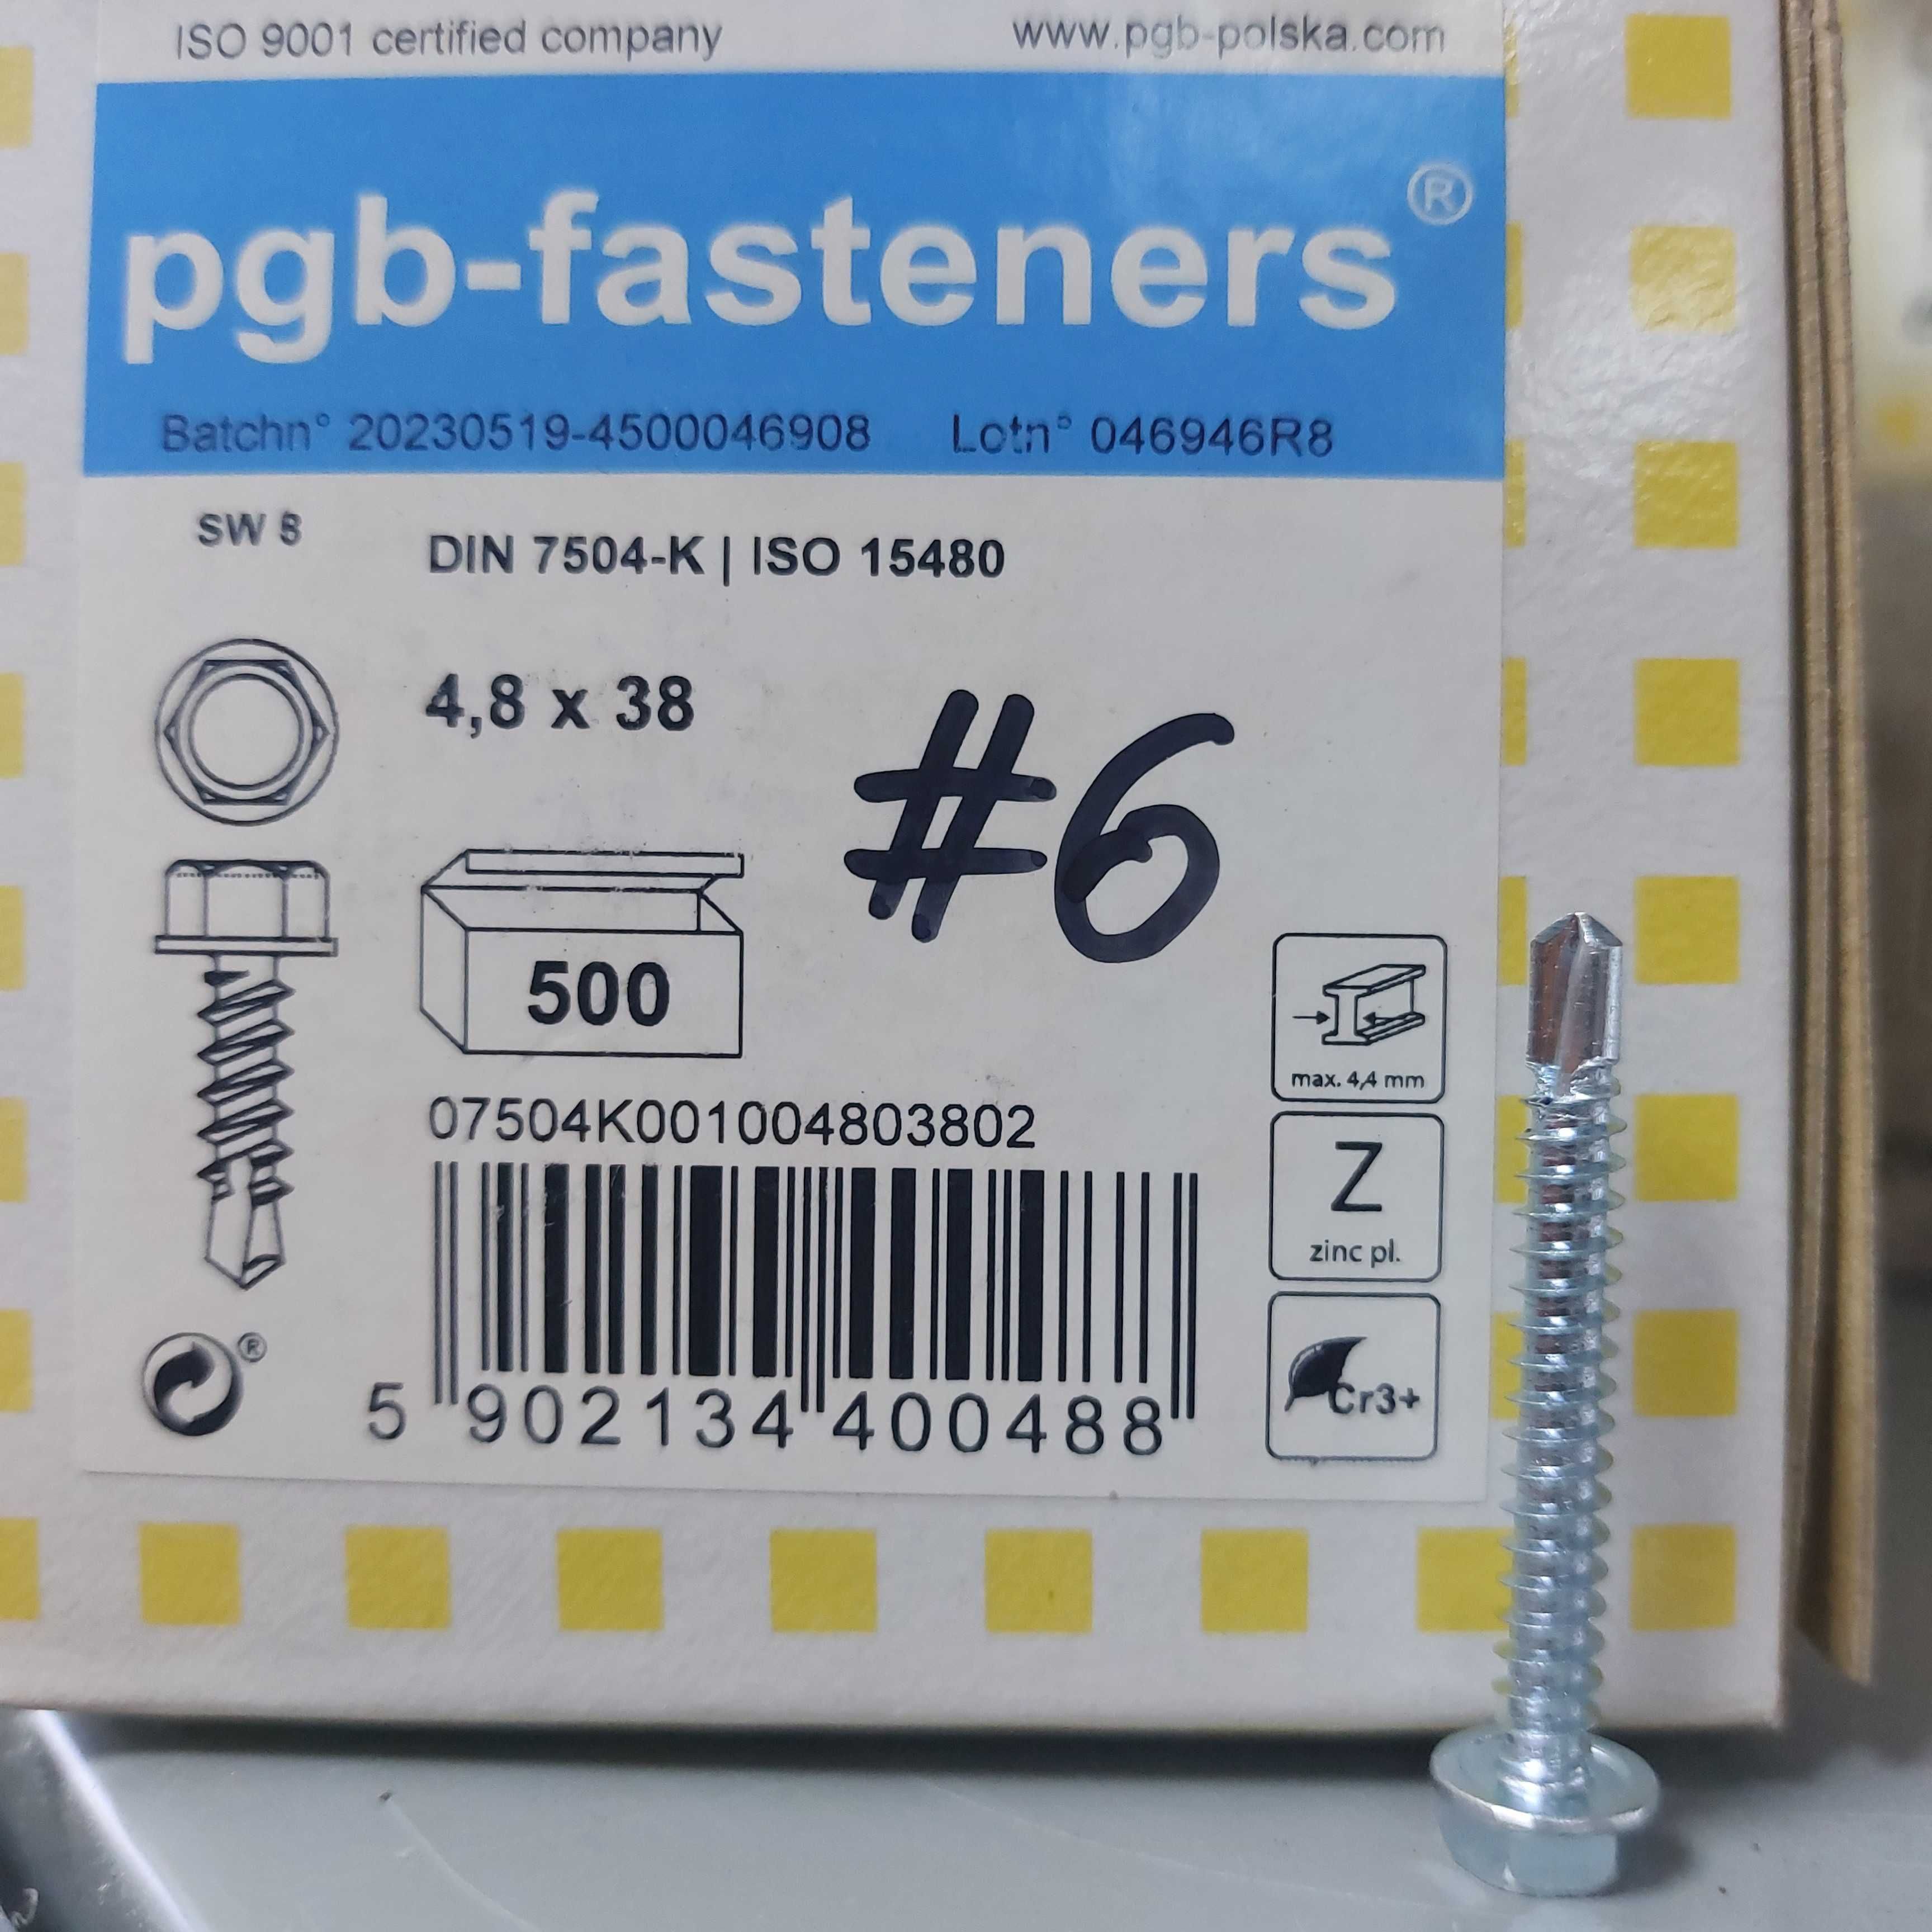 ISO 9001 certified company www.pgb-polska.com
pgb-fasteners®
Batchn° 20230519-4500046908 Lotn° 046946R8
SW 8
DIN 7504-K | ISO 15480
4,8 x 38
#6
500
max. 4,4 mm
07504K001004803802
Z
zinc pl.
®
Cr3+
5 902134 400488